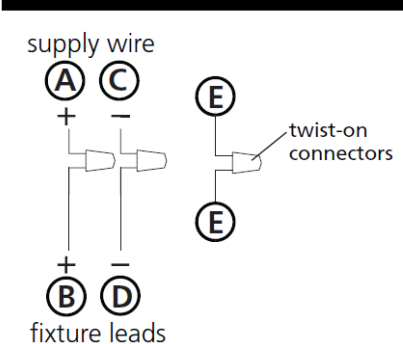 supply wire
A C
+ −
E
twist-on
connectors
E
+ −
B D
fixture leads